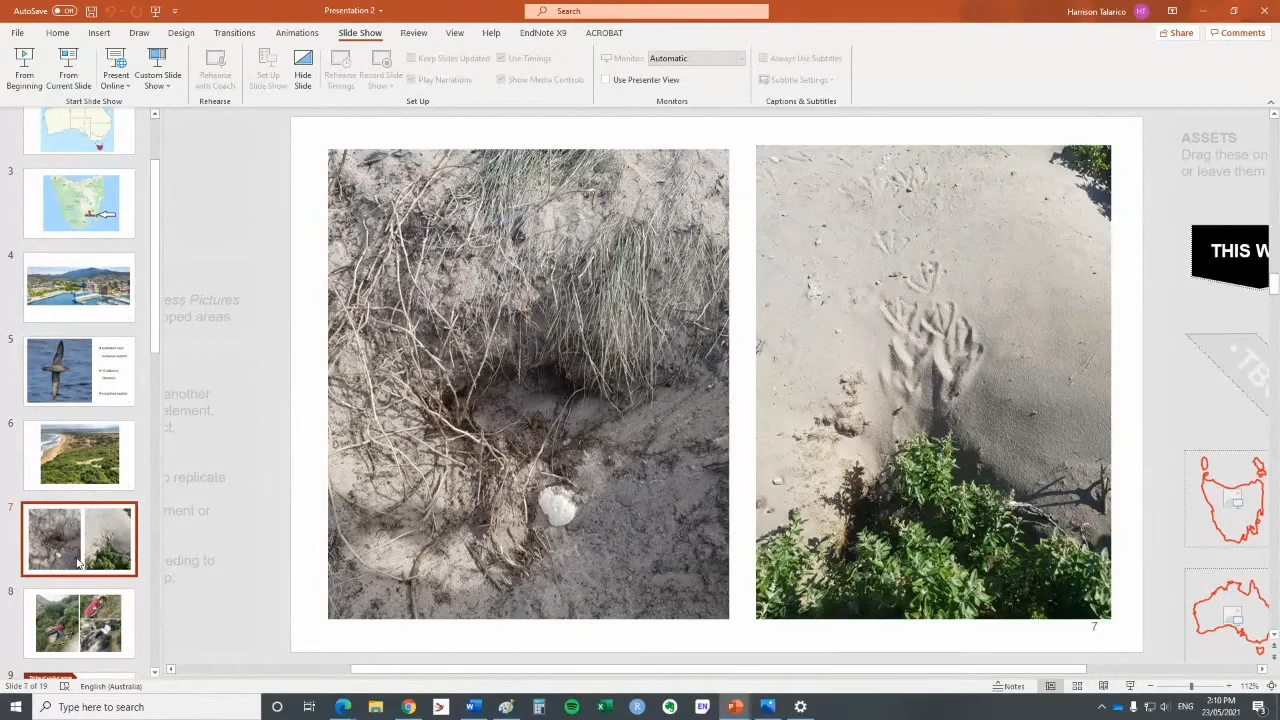 AutoSave Off
Presentation 2
Search
Harrison Talarico HT
File Home Insert Draw Design Transitions Animations Slide Show Review View Help EndNote X9 ACROBAT
Share Comments
From Beginning
From Current Slide
Present Online
Custom Slide Show
Start Slide Show
Rehearse with Coach
Rehearse
Set Up Slide Show
Hide Slide
Rehearse Timings
Record Slide Show
Keep Slides Updated
Play Narrations
Use Timings
Show Media Controls
Set Up
Monitor: Automatic
Use Presenter View
Monitors
Always Use Subtitles
Subtitle Settings
Captions & Subtitles
3
4
5
6
7
8
9
ess Pictures
pped areas
another
element.
ct,
o replicate
ment or
eding to
p:
7
ASSETS
Drag these on
or leave them
THIS W
• TB
Slide 7 of 19
English (Australia)
Notes
112%
Type here to search
W
X
R
EN
P
2:10 PM
23/05/2021
3